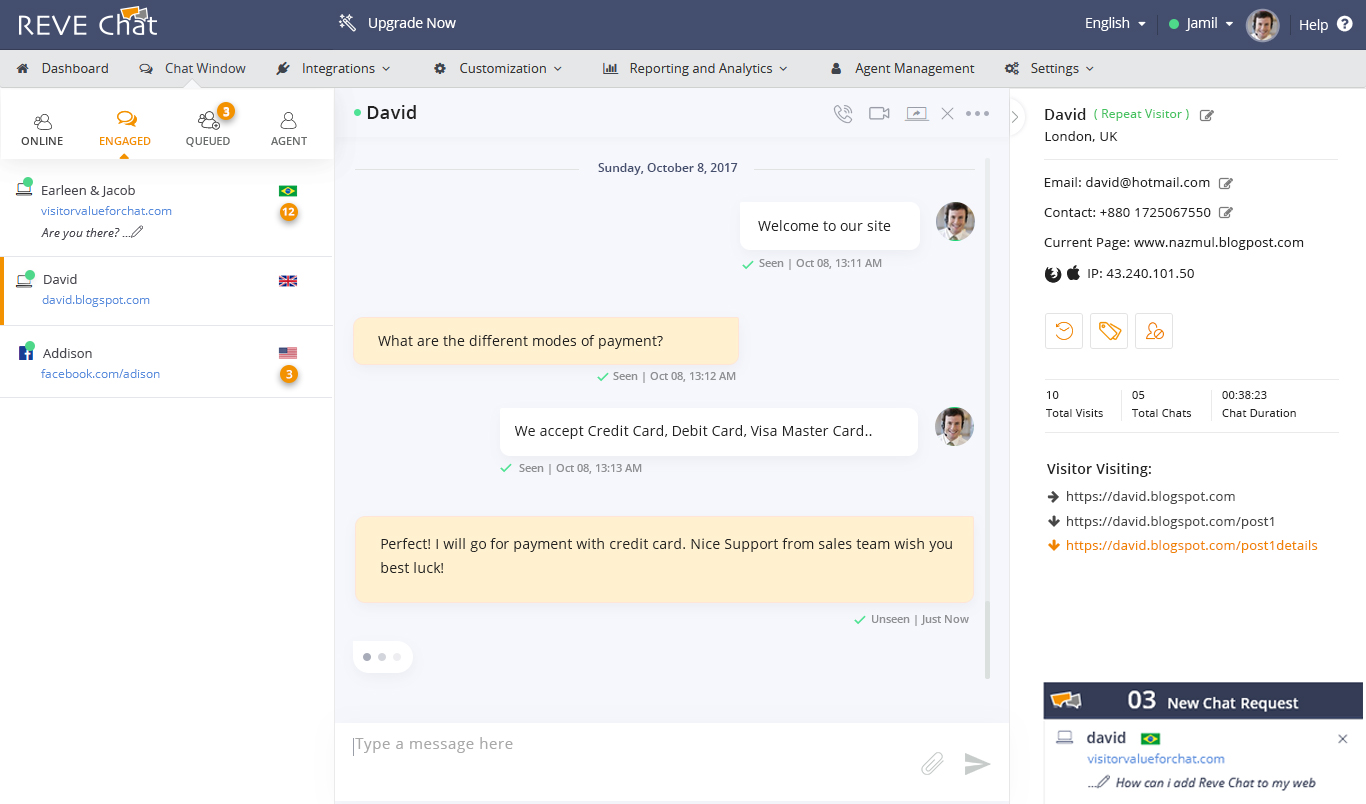 REVE Chat
Upgrade Now
English
Jamil
Help ?
Dashboard
Chat Window
Integrations
Customization
Reporting and Analytics
Agent Management
Settings
ONLINE
ENGAGED
3
QUEUED
AGENT
Earleen & Jacob
visitorvalueforchat.com
12
Are you there? ...
David
david.blogspot.com
Addison
facebook.com/adison
3
David
Sunday, October 8, 2017
Welcome to our site
Seen | Oct 08, 13:11 AM
What are the different modes of payment?
Seen | Oct 08, 13:12 AM
We accept Credit Card, Debit Card, Visa Master Card..
Seen | Oct 08, 13:13 AM
Perfect! I will go for payment with credit card. Nice Support from sales team wish you
best luck!
Unseen | Just Now
Type a message here
David ( Repeat Visitor )
London, UK
Email: david@hotmail.com
Contact: +880 1725067550
Current Page: www.nazmul.blogpost.com
IP: 43.240.101.50
10
Total Visits
05
Total Chats
00:38:23
Chat Duration
Visitor Visiting:
https://david.blogspot.com
https://david.blogspot.com/post1
https://david.blogspot.com/post1details
03 New Chat Request
david
visitorvalueforchat.com
... How can i add Reve Chat to my web